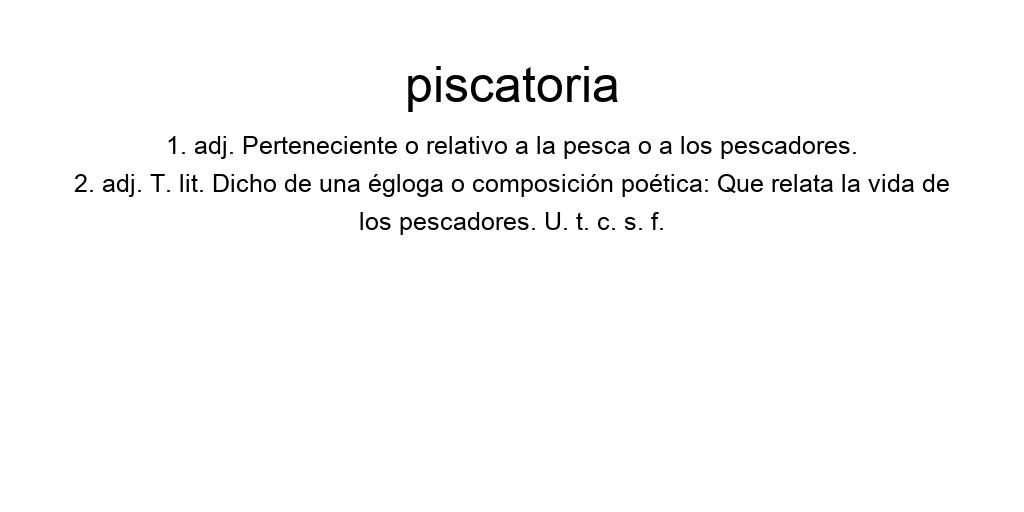 piscatoria
1. adj. Perteneciente o relativo a la pesca o a los pescadores.
2. adj. T. lit. Dicho de una égloga o composición poética: Que relata la vida de
los pescadores. U. t. c. s. f.